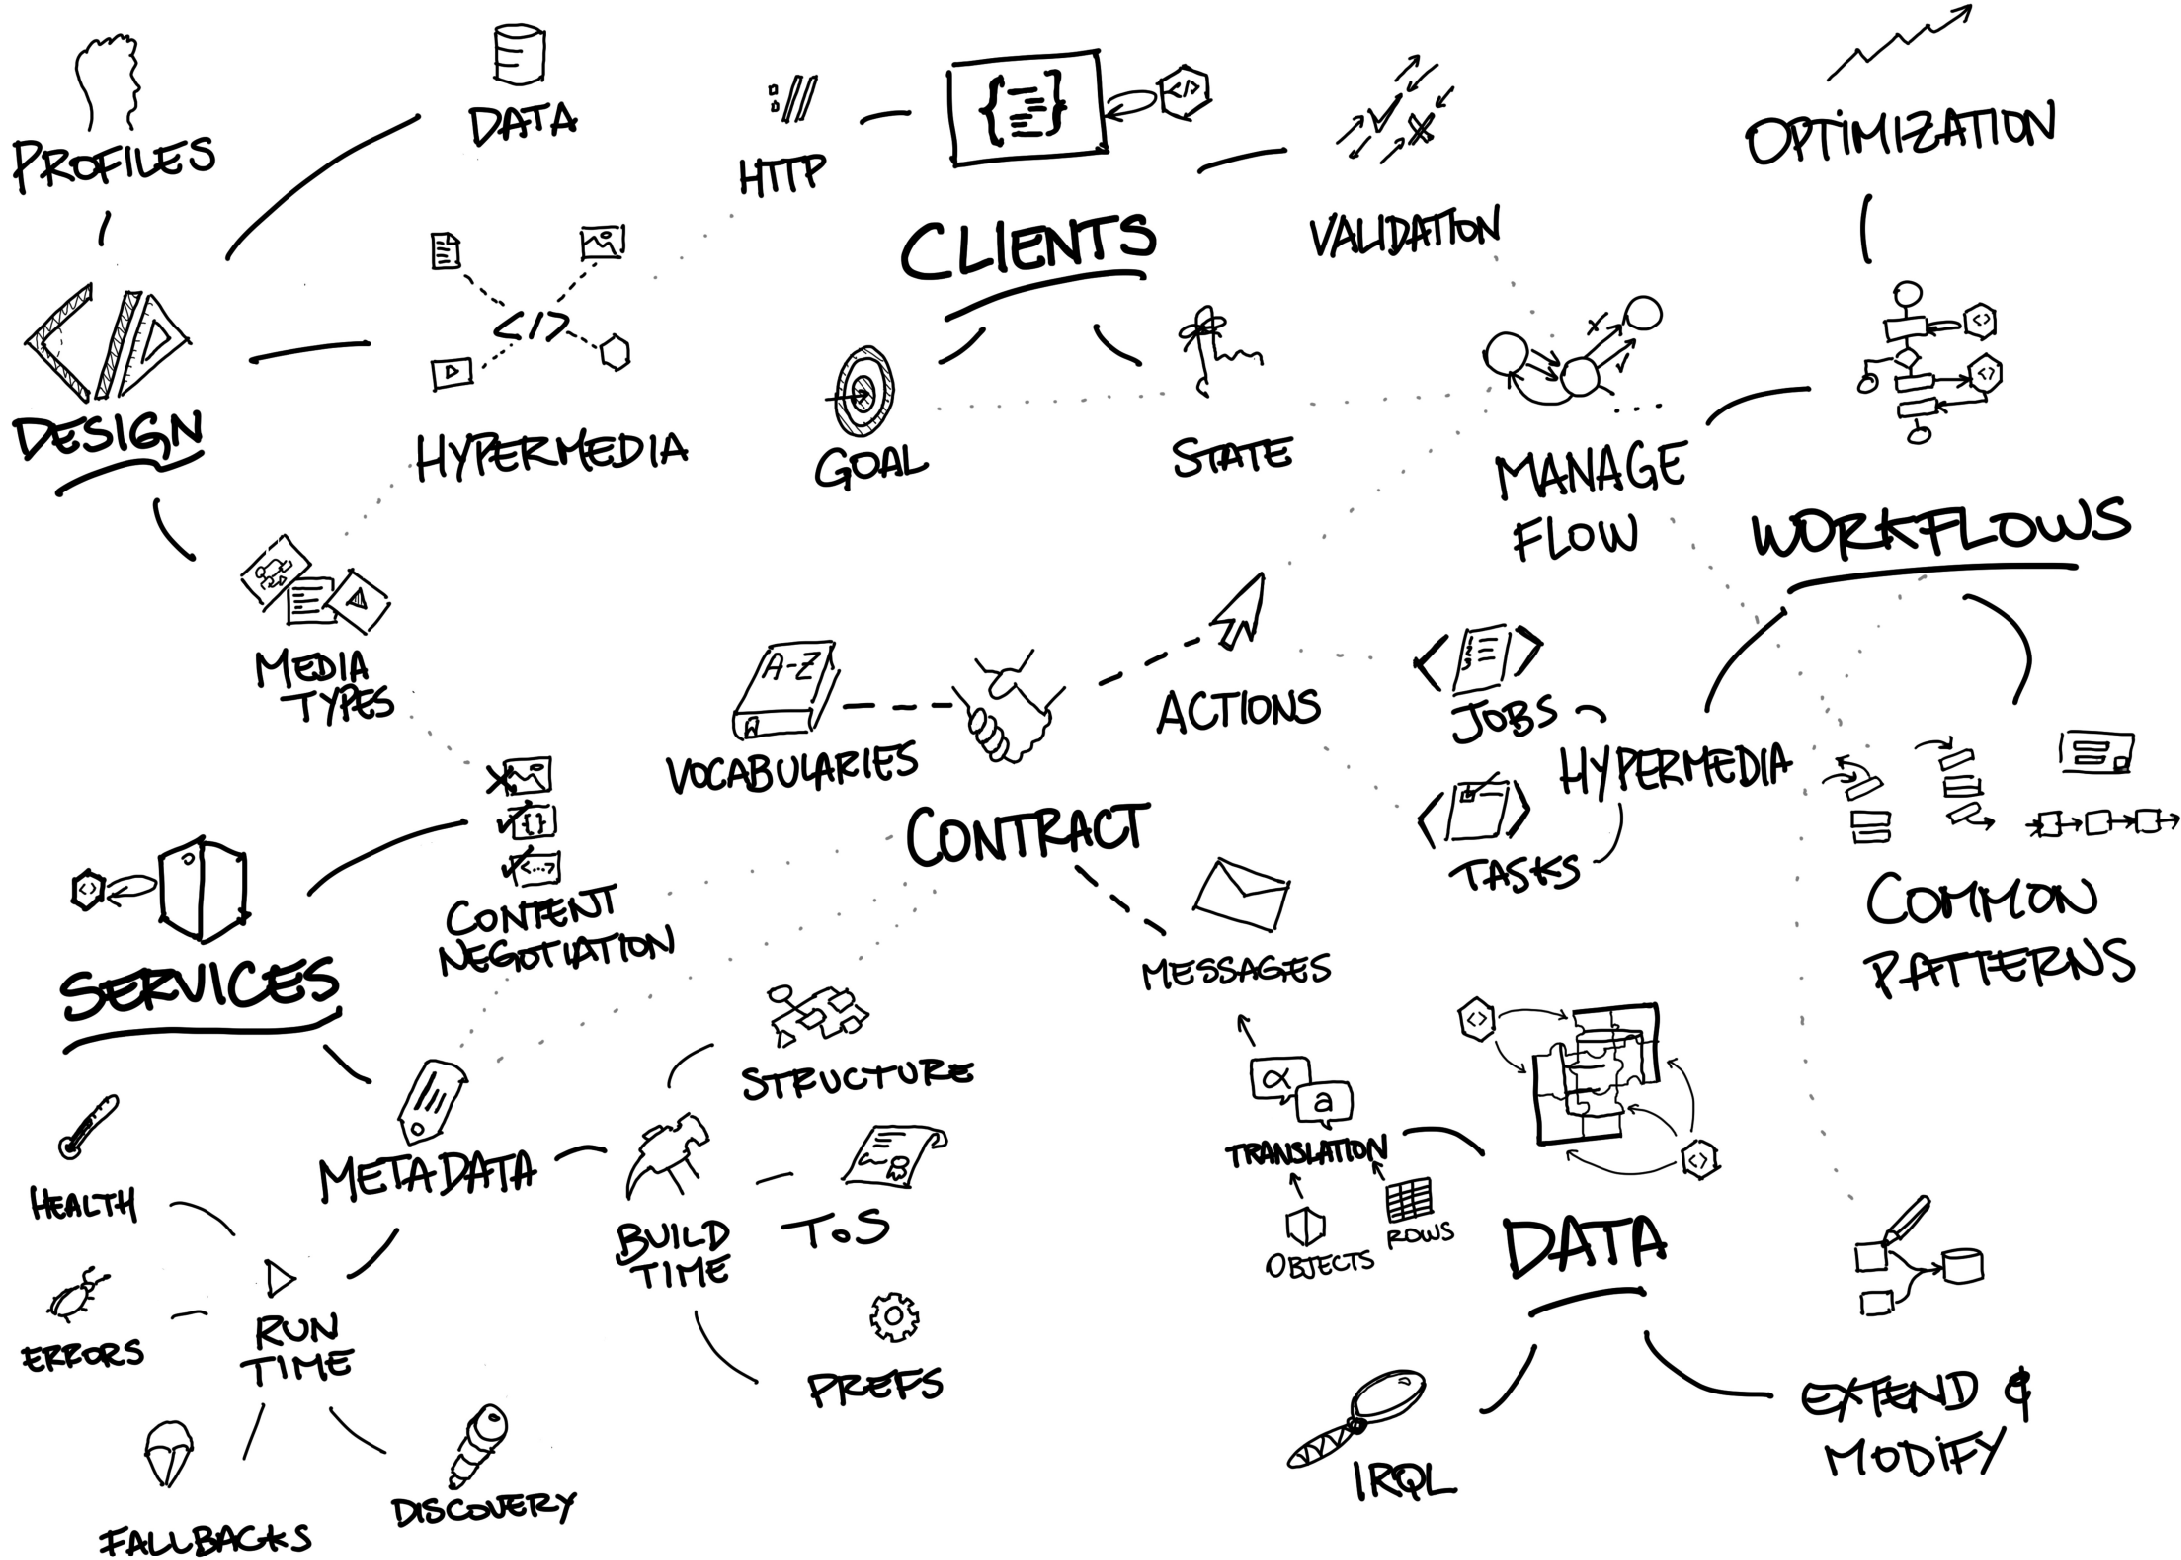 PROFILES
DATA
HTTP
CLIENTS
VALIDATION
OPTIMIZATION
DESIGN
HYPERMEDIA
GOAL
STATE
MANAGE
FLOW
WORKFLOWS
MEDIA
TYPES
A-Z
VOCABULARIES
CONTRACT
ACTIONS
JOBS
HYPERMEDIA
TASKS
COMMON
PATTERNS
MESSAGES
SERVICES
CONTENT
NEGOTIATION
METADATA
STRUCTURE
BUILD
TIME
ToS
PREFS
HEALTH
ERRORS
RUN
TIME
FALLBACKS
DISCOVERY
α
a
TRANSLATION
OBJECTS
ROWS
DATA
IRQL
EXTEND &
MODIFY